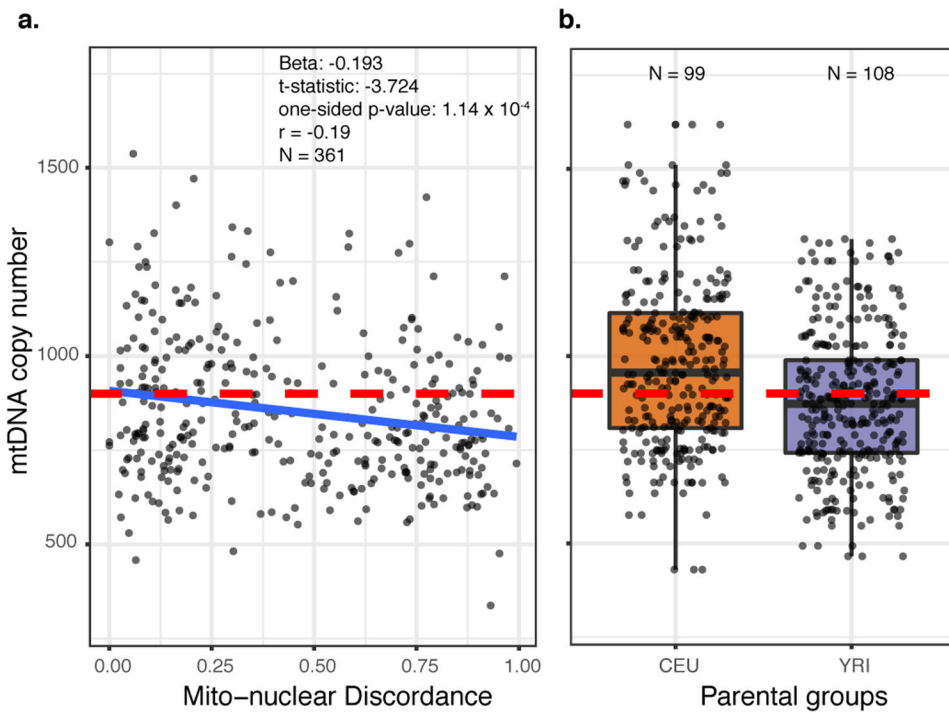 a.
Beta: -0.193
t-statistic: -3.724
one-sided p-value: 1.14 x 10⁻⁴
r = -0.19
N = 361
mtDNA copy number
1500
1000
500
0.00 0.25 0.50 0.75 1.00
Mito−nuclear Discordance
b.
N = 99 N = 108
CEU YRI
Parental groups